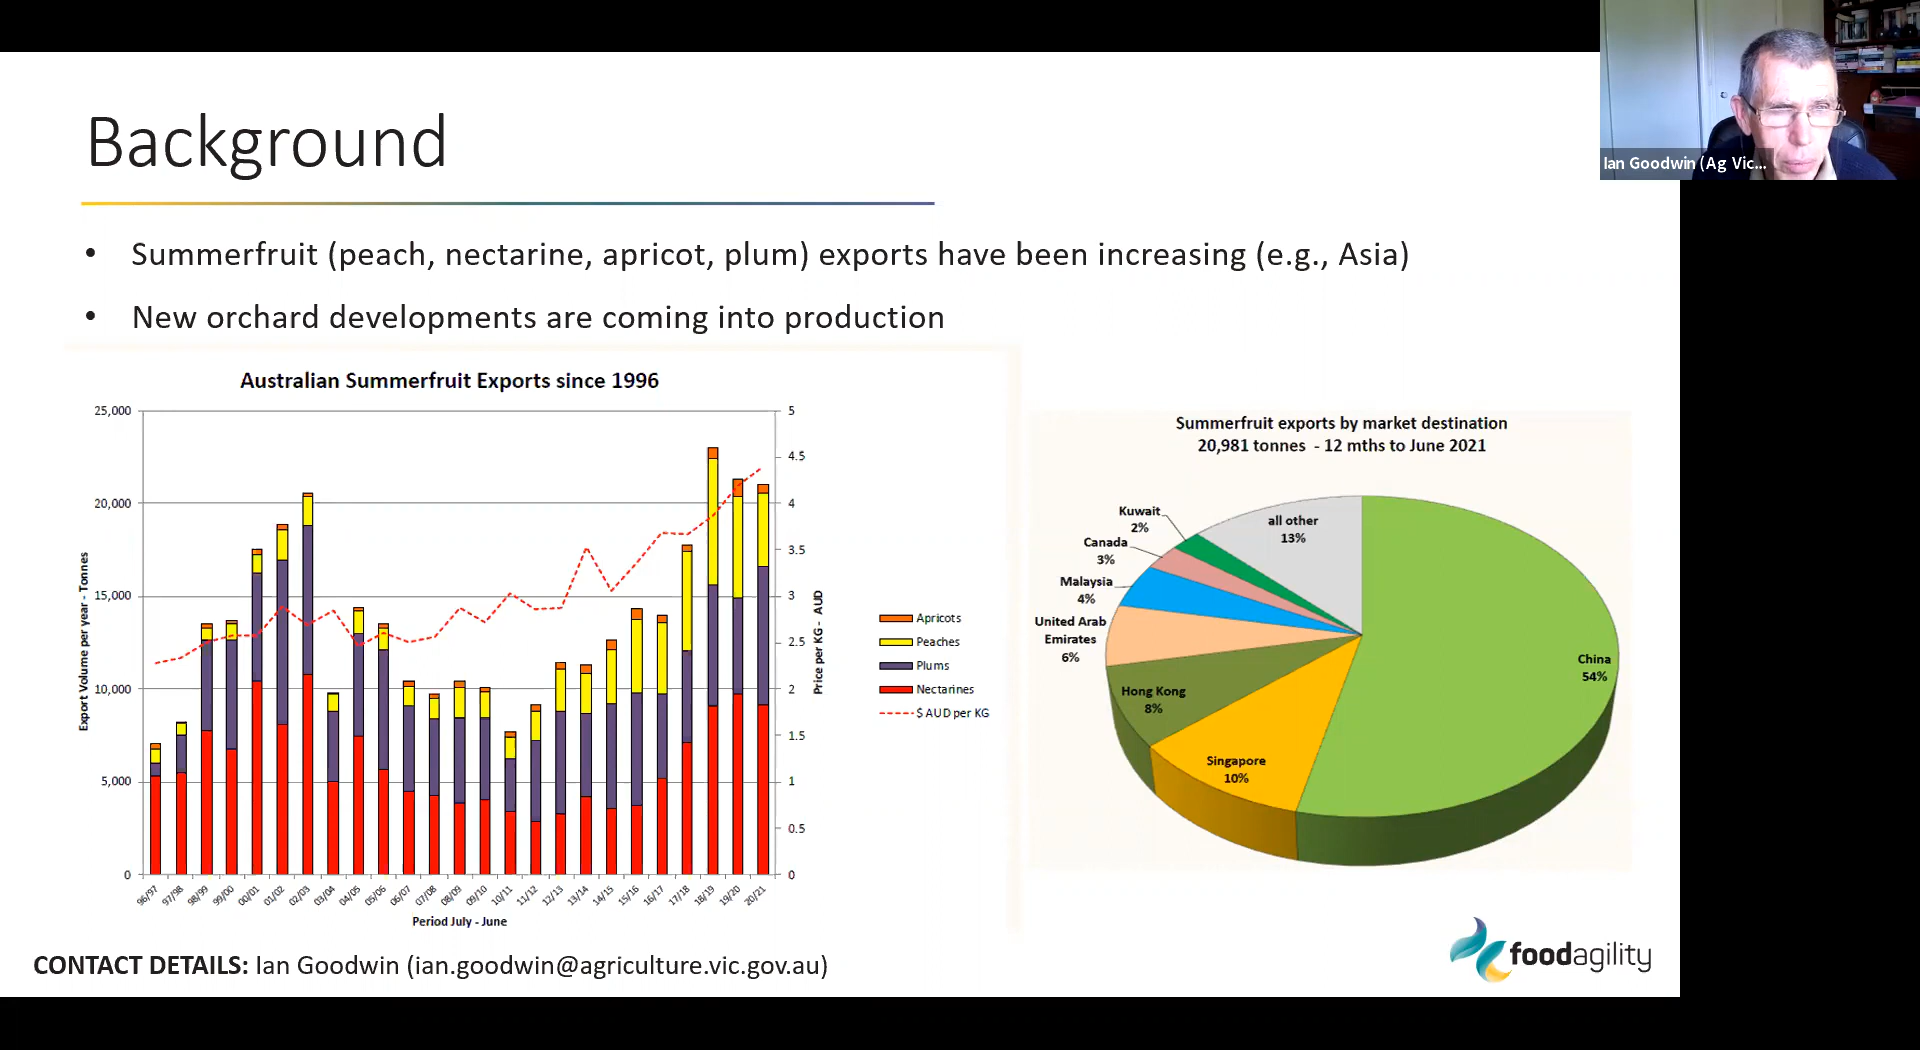 Background
Ian Goodwin (Ag Vic...
• Summerfruit (peach, nectarine, apricot, plum) exports have been increasing (e.g., Asia)
• New orchard developments are coming into production
Australian Summerfruit Exports since 1996
25,000
20,000
15,000
10,000
5,000
0
Export Volume per year - Tonnes
5
4.5
4
3.5
3
2.5
2
1.5
1
0.5
0
Price per KG - AUD
96/97
97/98
98/99
99/00
00/01
01/02
02/03
03/04
04/05
05/06
06/07
07/08
08/09
09/10
10/11
11/12
12/13
13/14
14/15
15/16
16/17
17/18
18/19
19/20
20/21
Period July - June
Apricots
Peaches
Plums
Nectarines
$ AUD per KG
Summerfruit exports by market destination
20,981 tonnes - 12 mths to June 2021
Kuwait
2%
all other
13%
Canada
3%
Malaysia
4%
United Arab
Emirates
6%
Hong Kong
8%
Singapore
10%
China
54%
CONTACT DETAILS: Ian Goodwin (ian.goodwin@agriculture.vic.gov.au)
foodagility